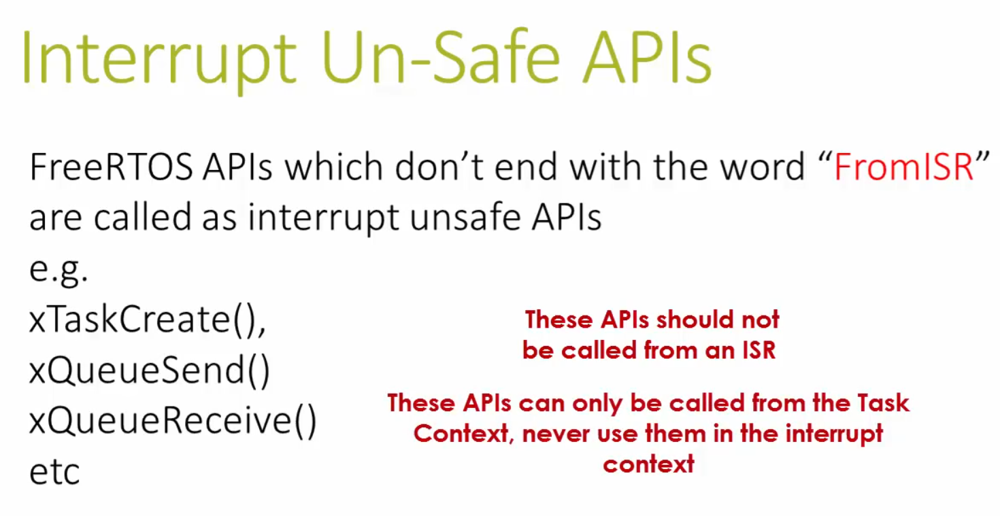 Interrupt Un-Safe APIs
FreeRTOS APIs which don’t end with the word “FromISR”
are called as interrupt unsafe APIs
e.g.
xTaskCreate(),
xQueueSend()
xQueueReceive()
etc
These APIs should not
be called from an ISR
These APIs can only be called from the Task
Context, never use them in the interrupt
context